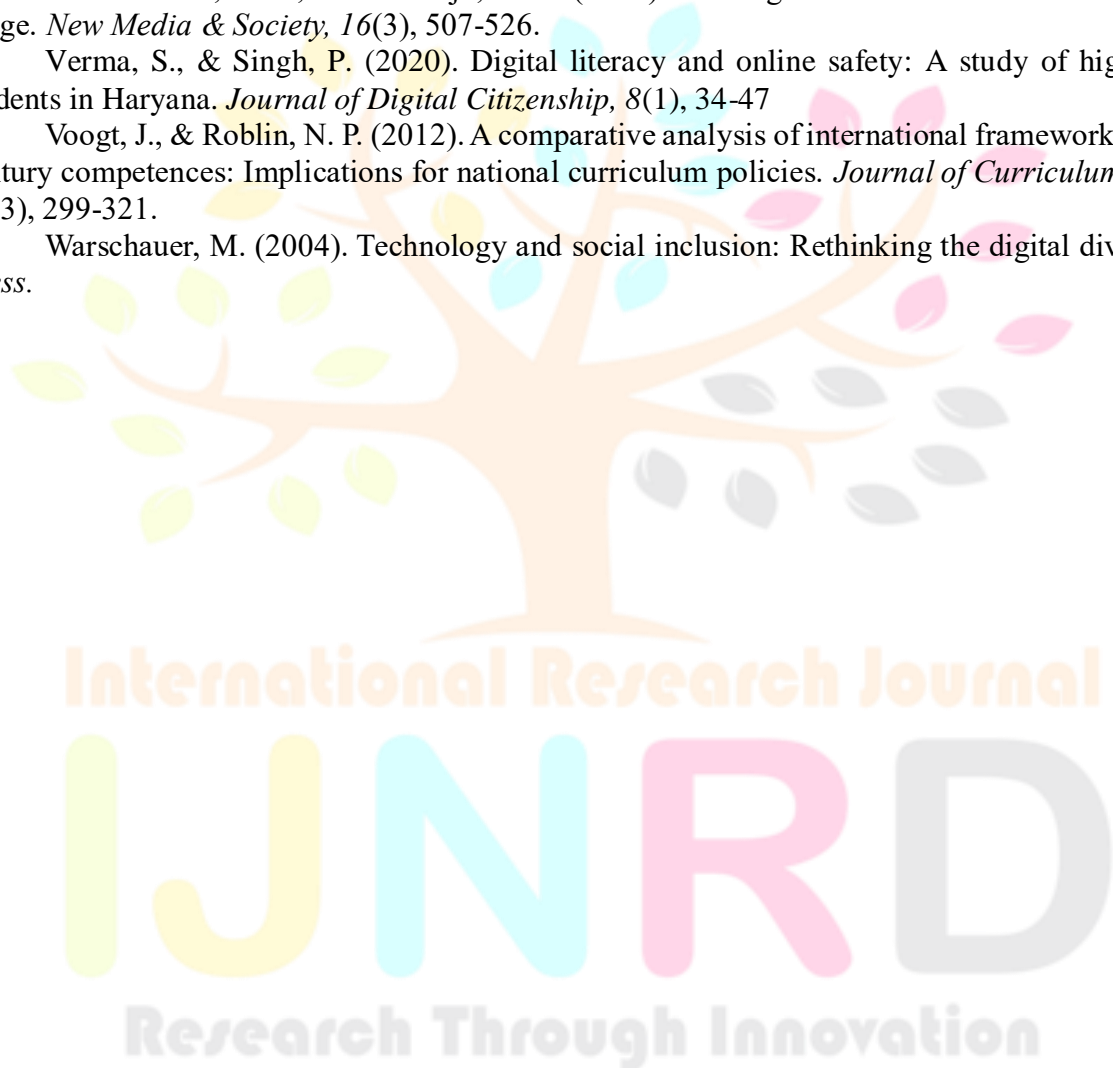 ge. New Media & Society, 16(3), 507-526.
Verma, S., & Singh, P. (2020). Digital literacy and online safety: A study of hig
dents in Haryana. Journal of Digital Citizenship, 8(1), 34-47
Voogt, J., & Roblin, N. P. (2012). A comparative analysis of international framework
tury competences: Implications for national curriculum policies. Journal of Curriculum
3), 299-321.
Warschauer, M. (2004). Technology and social inclusion: Rethinking the digital div
ss.
International Research Journal
IJNRD
Research Through Innovation